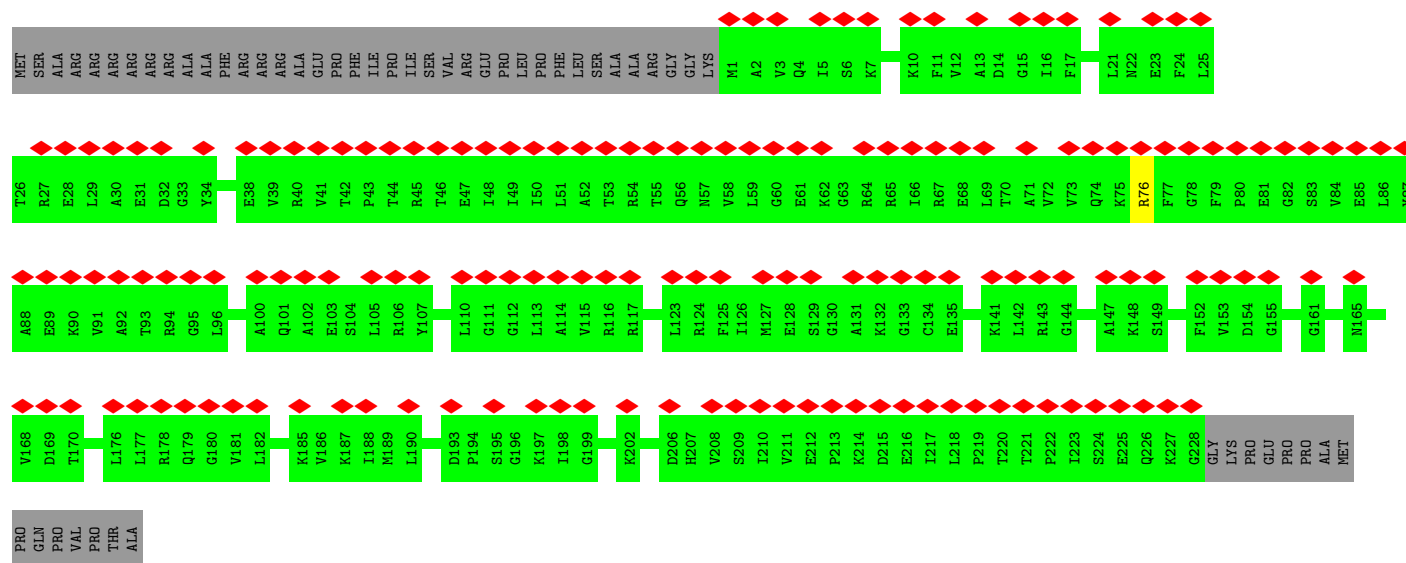 MET SER ALA ARG ARG ARG ARG ARG ARG ALA ALA PHE ARG ARG ARG ALA GLU PRO PHE ILE PRO ILE SER VAL ARG GLU PRO LEU PRO PHE LEU SER ALA ALA ARG GLY GLY LYS M1 A2 V3 Q4 I5 S6 K7 K10 F11 V12 A13 D14 G15 I16 F17 L21 N22 E23 F24 L25
T26 R27 E28 L29 A30 E31 D32 G33 Y34 E38 V39 R40 V41 T42 P43 T44 R45 T46 E47 I48 I49 I50 L51 A52 T53 R54 T55 Q56 N57 V58 L59 G60 E61 K62 G63 R64 R65 I66 R67 E68 L69 T70 A71 V72 V73 Q74 K75 R76 F77 G78 F79 P80 E81 G82 S83 V84 E85 L86
A88 E89 K90 V91 A92 T93 R94 G95 L96 A100 Q101 A102 E103 S104 L105 R106 Y107 L110 G111 G112 L113 A114 V115 R116 R117 L123 R124 F125 I126 M127 E128 S129 G130 A131 K132 G133 C134 E135 K141 L142 R143 G144 A147 K148 S149 F152 V153 D154 G155 G161 N165
V168 D169 T170 L176 L177 R178 Q179 G180 V181 L182 K185 V186 K187 I188 M189 L190 D193 P194 S195 G196 K197 I198 G199 K202 D206 H207 V208 S209 I210 V211 E212 P213 K214 D215 E216 I217 L218 P219 T220 T221 P222 I223 S224 E225 Q226 K227 G228 GLY LYS PRO GLU PRO PRO ALA MET
PRO GLN PRO VAL PRO THR ALA